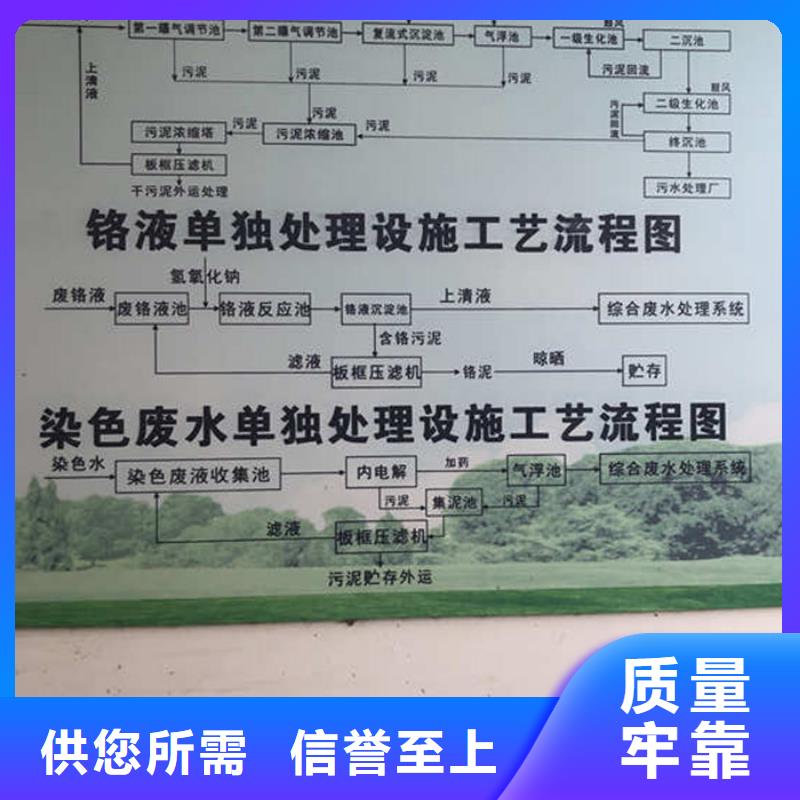 鼓风
鼓风
第一曝气调节池
第二曝气调节池
复流式沉淀池
气浮池
一级生化池
二沉池
上清液
污泥
污泥
污泥
污泥
污泥回流
鼓风
污泥
二级生化池
污泥回流
污泥浓缩塔
污泥
污泥浓缩池
污泥
终沉池
板框压滤机
干污泥外运处理
污水处理厂
铬液单独处理设施工艺流程图
氢氧化钠
废铬液
废铬液池
铬液反应池
铬液沉淀池
上清液
综合废水处理系统
含铬污泥
滤液
板框压滤机
铬泥
晾晒
贮存
染色废水单独处理设施工艺流程图
染色水
染色废液收集池
内电解
加药
气浮池
综合废水处理系统
污泥
集泥池
污泥
滤液
板框压滤机
污泥贮存外运
质量
牢靠
供您所需 信誉至上